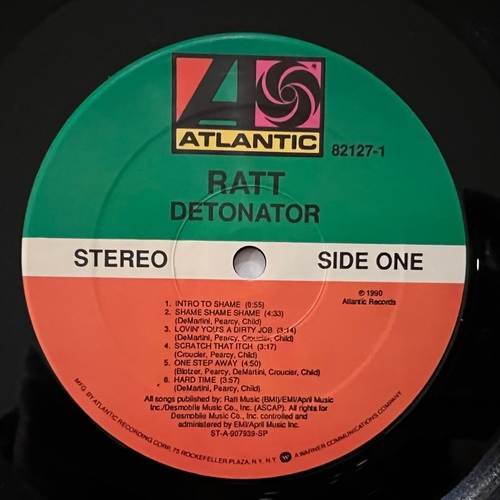 ATLANTIC
82127-1
RATT
DETONATOR
STEREO
SIDE ONE
℗ 1990
Atlantic Records
1. INTRO TO SHAME (0:55)
2. SHAME SHAME SHAME (4:33)
(DeMartini, Pearcy, Child)
3. LOVIN' YOU'S A DIRTY JOB (3:14)
(DeMartini, Pearcy, Croucier, Child)
4. SCRATCH THAT ITCH (3:17)
(Croucier, Pearcy, Child)
5. ONE STEP AWAY (4:50)
(Blotzer, Pearcy, DeMartini, Croucier, Child)
6. HARD TIME (3:57)
(DeMartini, Pearcy, Child)
All songs published by: Ratt Music (BMI)/EMI/April Music
Inc./Desmobile Music Co., Inc. (ASCAP). All rights for
Desmobile Music Co., Inc. controlled and
administered by EMI/April Music Inc.
ST-A-907939-SP
MFG. BY ATLANTIC RECORDING CORP., 75 ROCKEFELLER PLAZA, N.Y., N.Y. A WARNER COMMUNICATIONS COMPANY